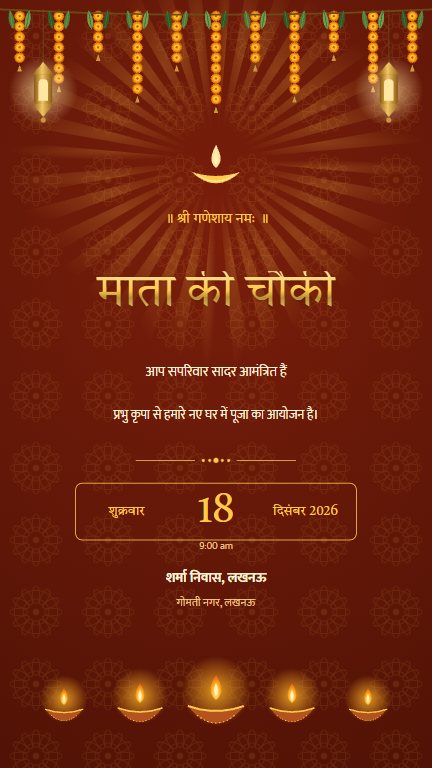 ॥ श्री गणेशाय नमः ॥
माता की चौकी
आप सपरिवार सादर आमंत्रित हैं
प्रभु कृपा से हमारे नए घर में पूजा का आयोजन है।
शुक्रवार 18 दिसंबर 2026
9:00 am
शर्मा निवास, लखनऊ
गोमती नगर, लखनऊ